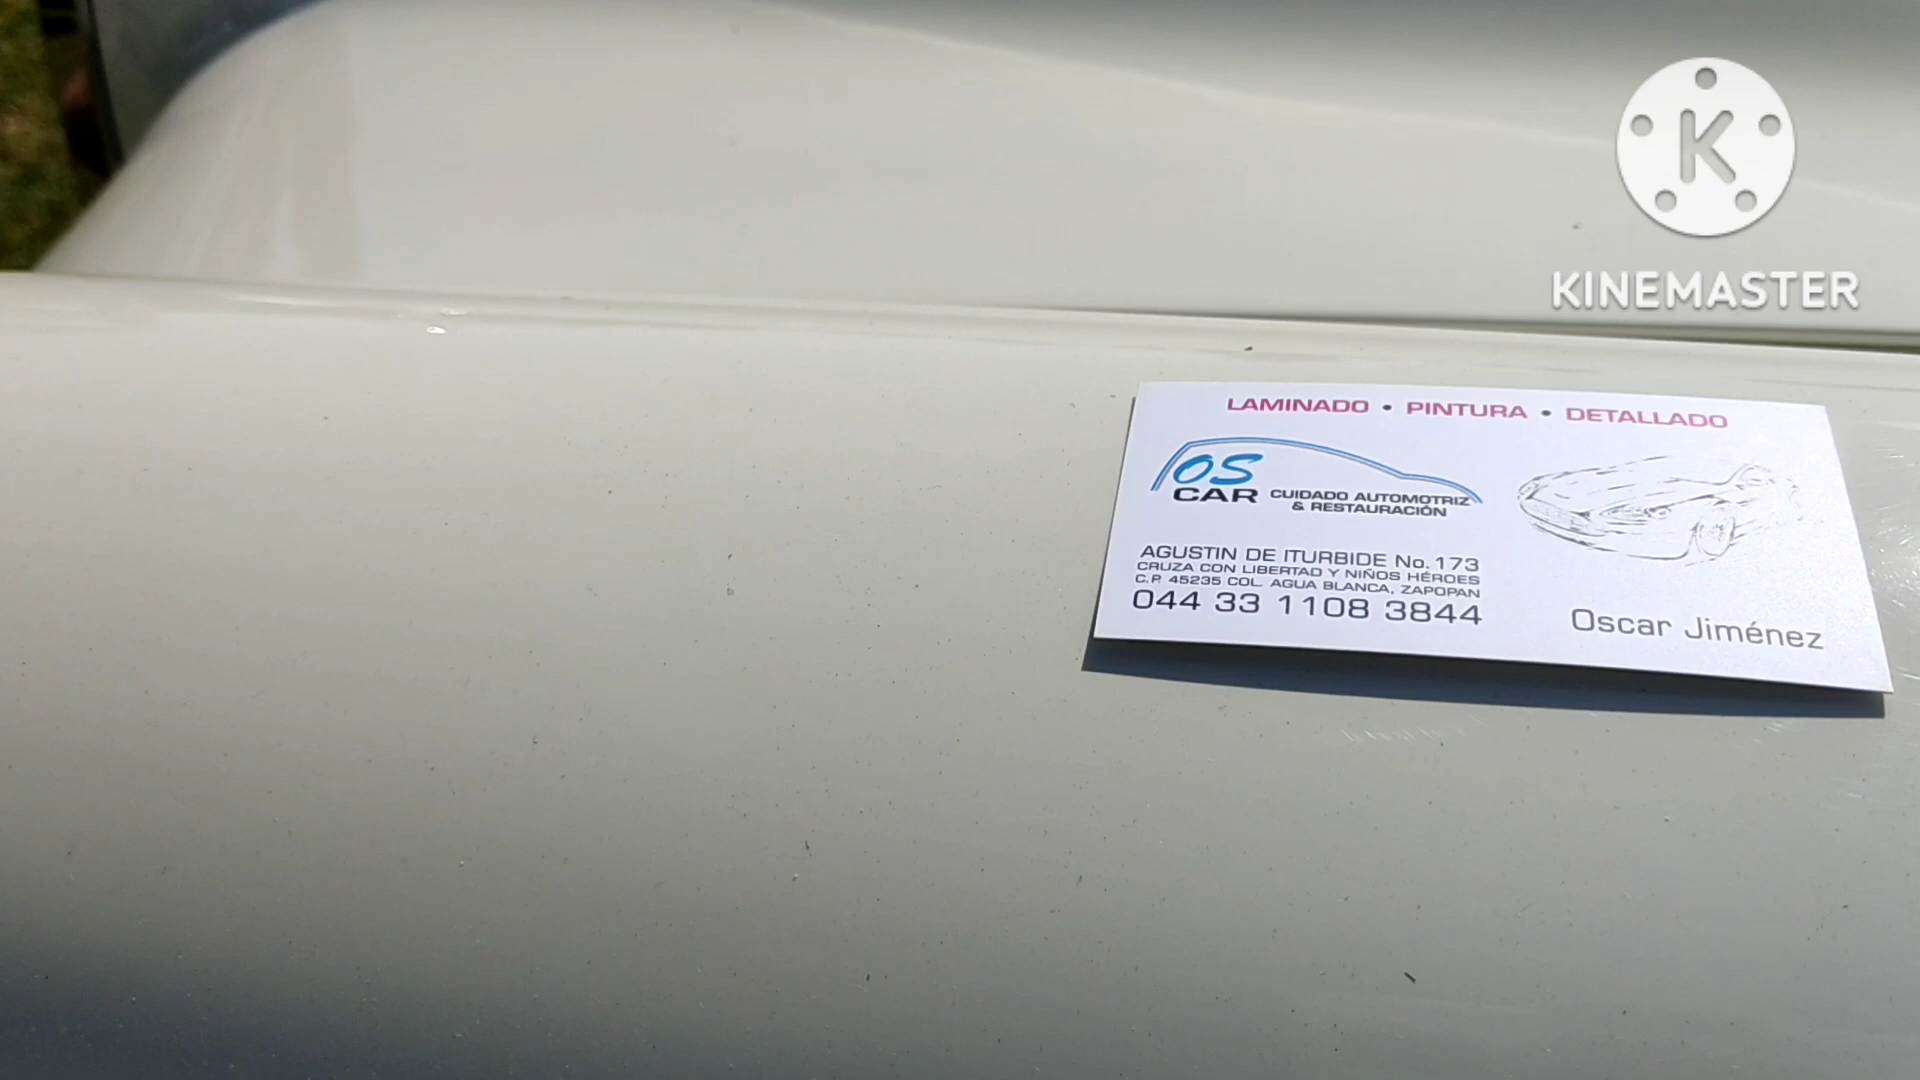 KINEMASTER
LAMINADO • PINTURA • DETALLADO
OS
CAR
CUIDADO AUTOMOTRIZ
& RESTAURACIÓN
AGUSTIN DE ITURBIDE No. 173
CRUZA CON LIBERTAD Y NIÑOS HÉROES
C.P. 45235 COL. AGUA BLANCA, ZAPOPAN
044 33 1108 3844
Oscar Jiménez